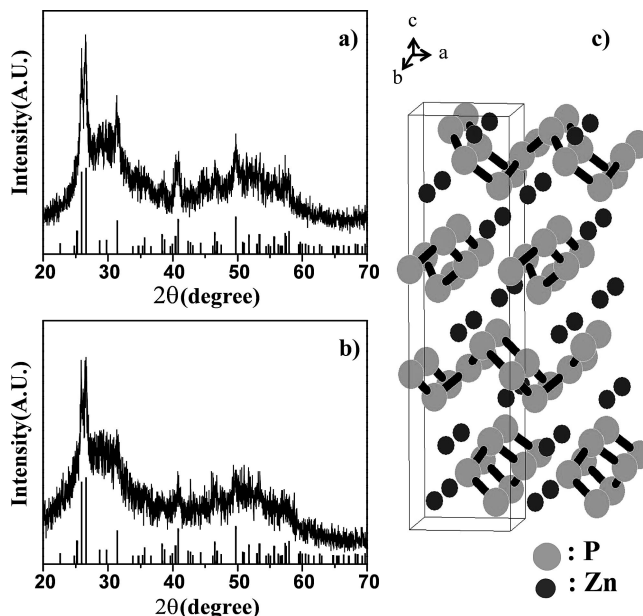 a)
Intensity(A.U.)
20 30 40 50 60 70
2θ(degree)
b)
Intensity(A.U.)
20 30 40 50 60 70
2θ(degree)
c)
c
a
b
: P
: Zn